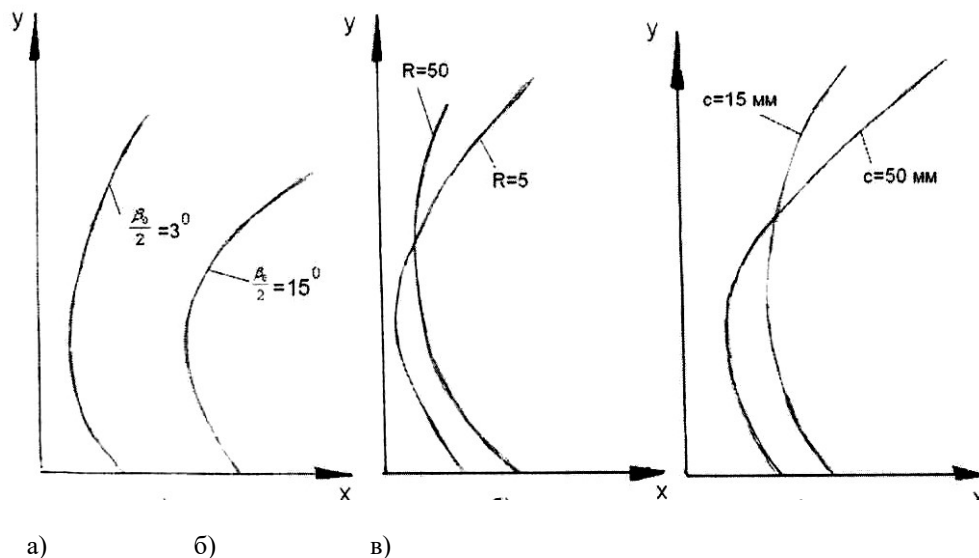 y
y
y
R=50
c=15 мм
R=5
c=50 мм
β₀/2 =3⁰
β₀/2 =15⁰
x
x
x
а) б) в)